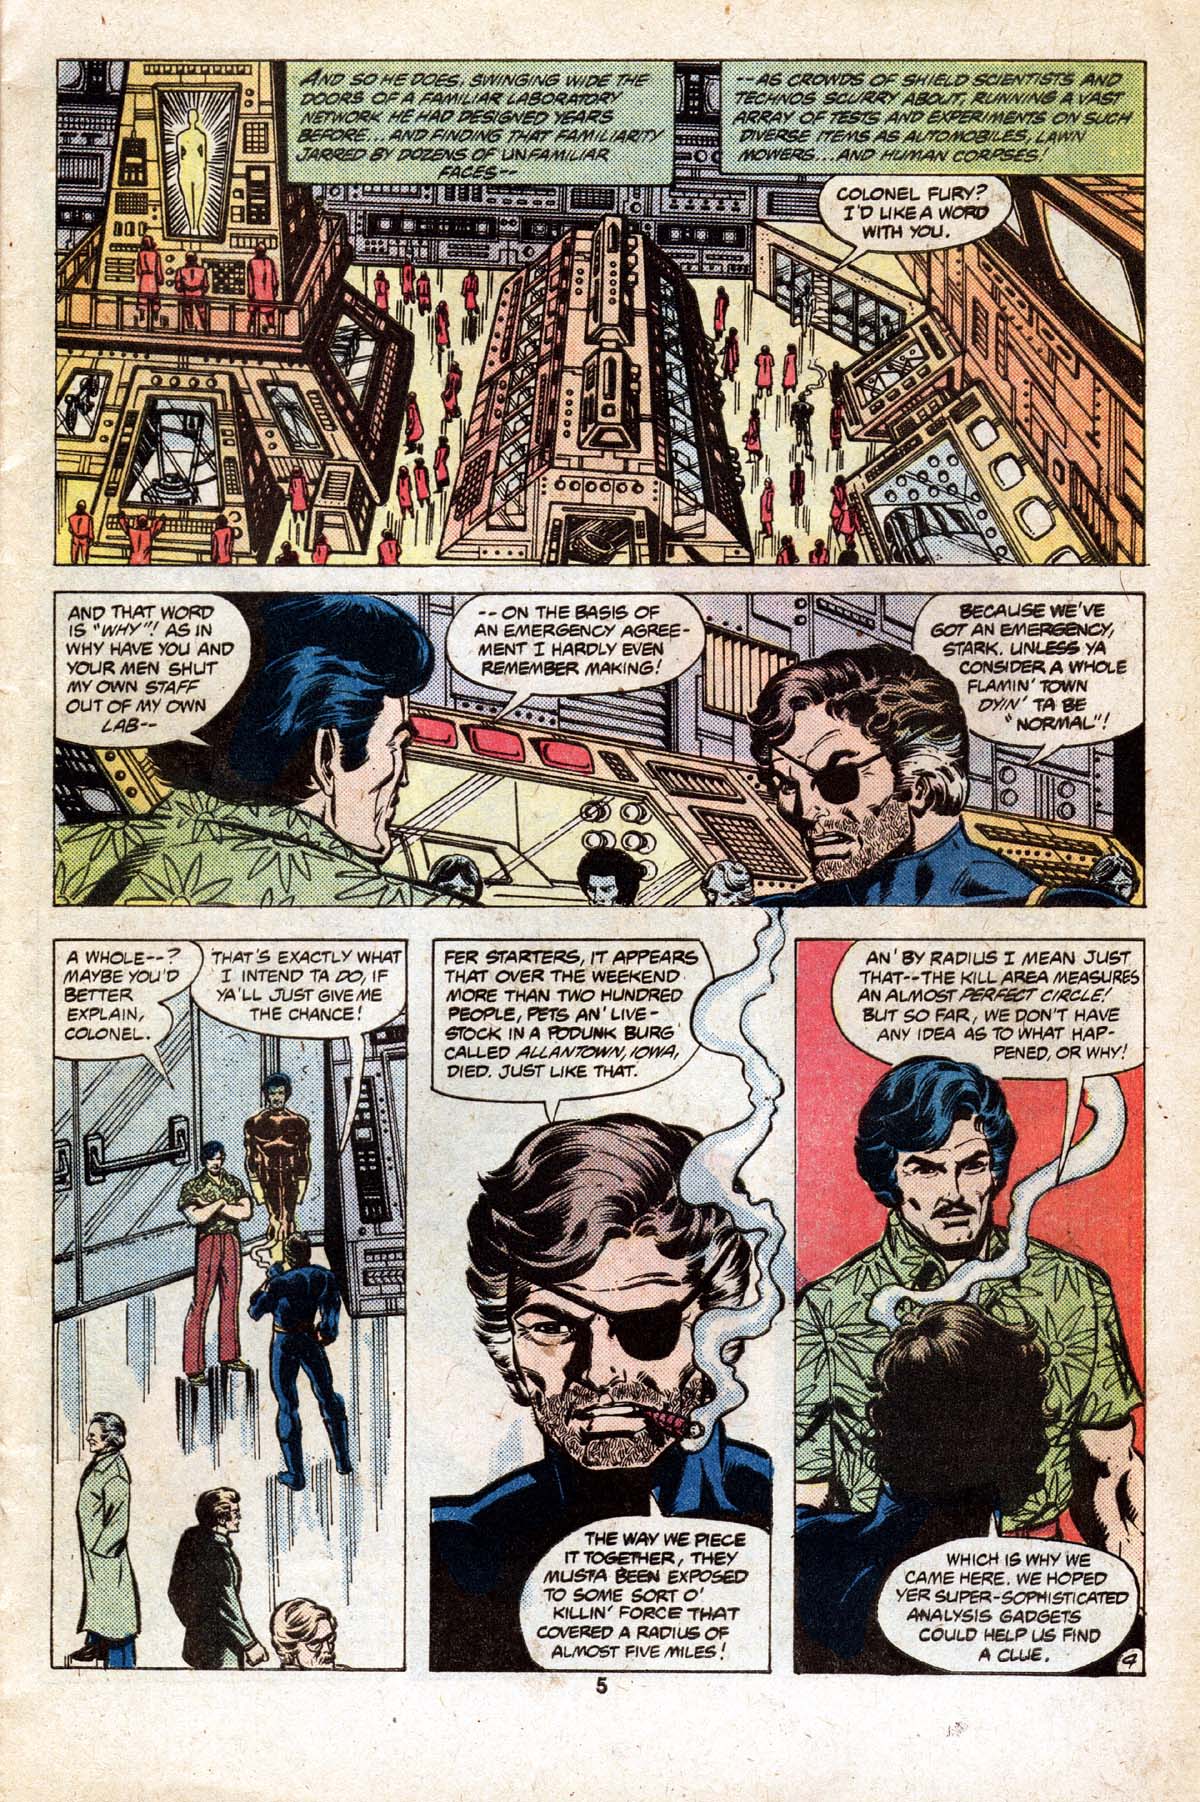 AND SO HE DOES, SWINGING WIDE THE
DOORS OF A FAMILIAR LABORATORY
NETWORK HE HAD DESIGNED YEARS
BEFORE... AND FINDING THAT FAMILIARITY
JARRED BY DOZENS OF UNFAMILIAR
FACES--
--AS CROWDS OF SHIELD SCIENTISTS AND
TECHNOS SCURRY ABOUT, RUNNING A VAST
ARRAY OF TESTS AND EXPERIMENTS ON SUCH
DIVERSE ITEMS AS AUTOMOBILES, LAWN
MOWERS... AND HUMAN CORPSES!
COLONEL FURY?
I'D LIKE A WORD
WITH YOU.
AND THAT WORD
IS "WHY"! AS IN
WHY HAVE YOU AND
YOUR MEN SHUT
MY OWN STAFF
OUT OF MY OWN
LAB--
-- ON THE BASIS OF
AN EMERGENCY AGREE-
MENT I HARDLY EVEN
REMEMBER MAKING!
BECAUSE WE'VE
GOT AN EMERGENCY,
STARK. UNLESS YA
CONSIDER A WHOLE
FLAMIN' TOWN
DYIN' TA BE
"NORMAL"!
A WHOLE--?
MAYBE YOU'D
BETTER
EXPLAIN,
COLONEL.
THAT'S EXACTLY WHAT
I INTEND TA DO, IF
YA'LL JUST GIVE ME
THE CHANCE!
FER STARTERS, IT APPEARS
THAT OVER THE WEEKEND
MORE THAN TWO HUNDRED
PEOPLE, PETS AN' LIVE-
STOCK IN A PODUNK BURG
CALLED ALLANTOWN, IOWA,
DIED. JUST LIKE THAT.
THE WAY WE PIECE
IT TOGETHER, THEY
MUSTA BEEN EXPOSED
TO SOME SORT O'
KILLIN' FORCE THAT
COVERED A RADIUS OF
ALMOST FIVE MILES!
AN' BY RADIUS I MEAN JUST
THAT--THE KILL AREA MEASURES
AN ALMOST PERFECT CIRCLE!
BUT SO FAR, WE DON'T HAVE
ANY IDEA AS TO WHAT HAP-
PENED, OR WHY!
WHICH IS WHY WE
CAME HERE. WE HOPED
YER SUPER-SOPHISTICATED
ANALYSIS GADGETS
COULD HELP US FIND
A CLUE.
4
5